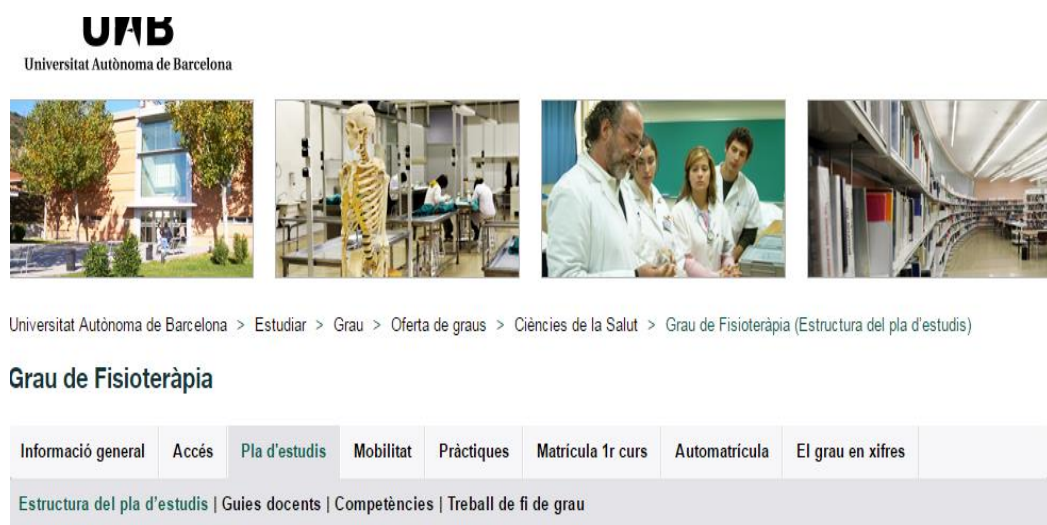 UAB
Universitat Autònoma de Barcelona
Universitat Autònoma de Barcelona > Estudiar > Grau > Oferta de graus > Ciències de la Salut > Grau de Fisioteràpia (Estructura del pla d'estudis)
Grau de Fisioteràpia
Informació general Accés Pla d'estudis Mobilitat Pràctiques Matrícula 1r curs Automatrícula El grau en xifres
Estructura del pla d'estudis | Guies docents | Competències | Treball de fi de grau